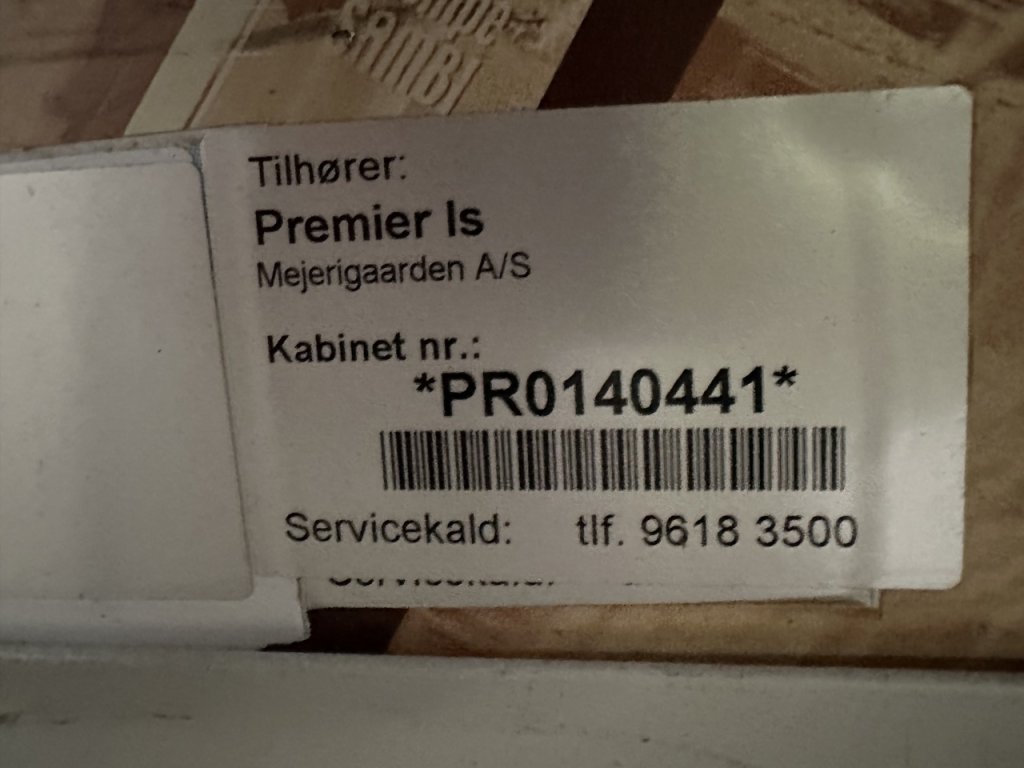 Tilhører:
Premier Is
Mejerigaarden A/S
Kabinet nr.:
*PR0140441*
Servicekald: tlf. 9618 3500